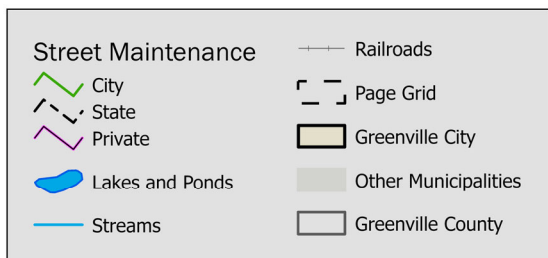 Street Maintenance
City
State
Private
Lakes and Ponds
Streams
Railroads
Page Grid
Greenville City
Other Municipalities
Greenville County